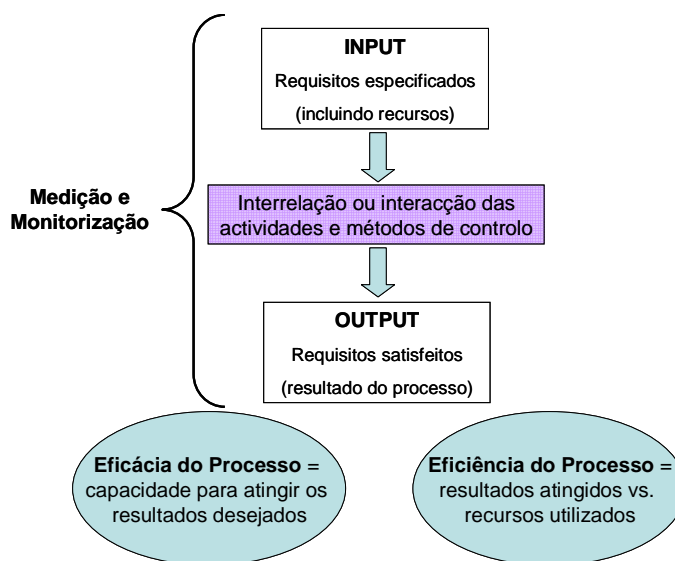 INPUT
Requisitos especificados
(incluindo recursos)
Medição e
Monitorização
Interrelação ou interacção das
actividades e métodos de controlo
OUTPUT
Requisitos satisfeitos
(resultado do processo)
Eficácia do Processo =
capacidade para atingir os
resultados desejados
Eficiência do Processo =
resultados atingidos vs.
recursos utilizados